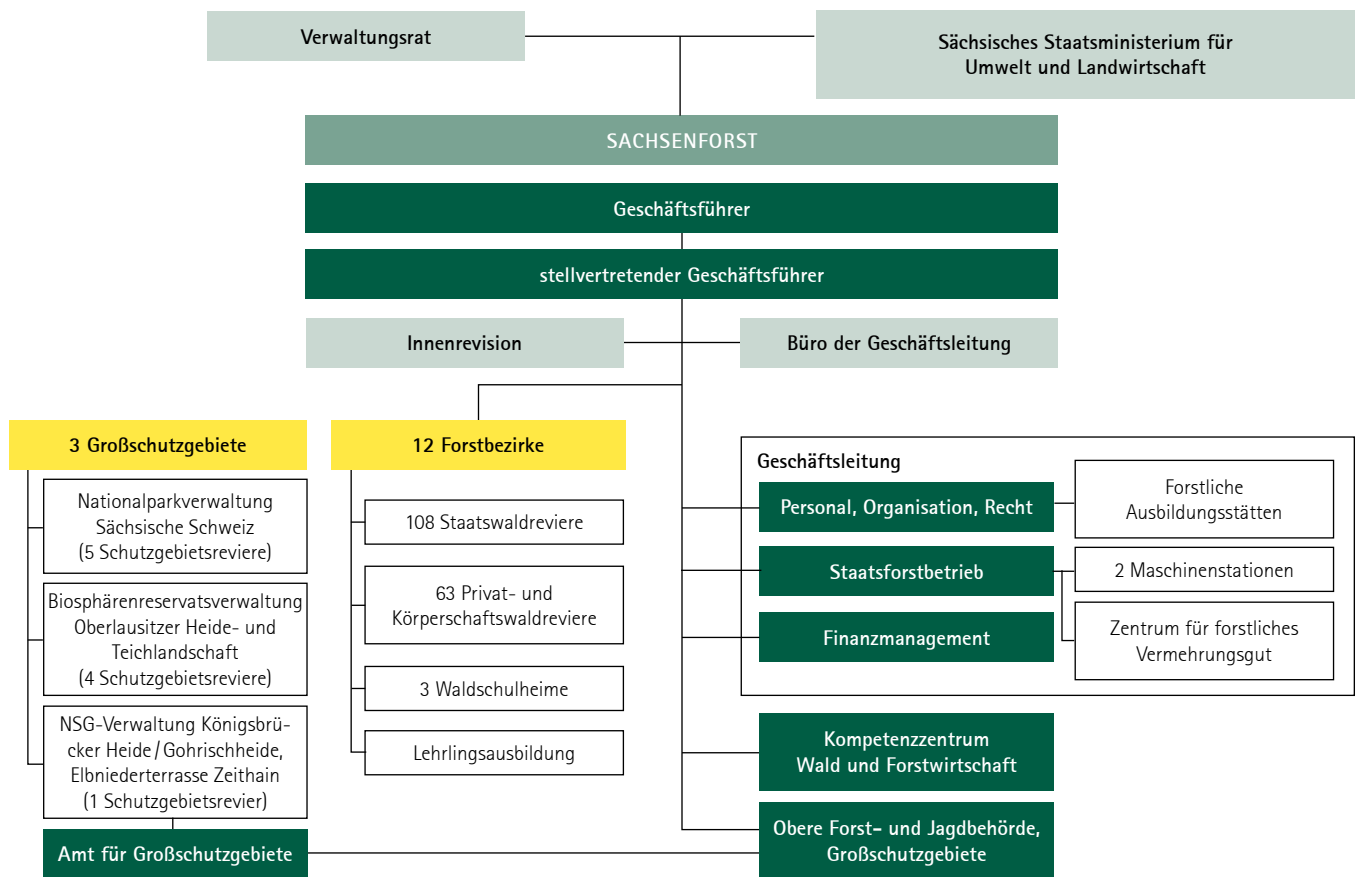 Verwaltungsrat
Sächsisches Staatsministerium für
Umwelt und Landwirtschaft
SACHSENFORST
Geschäftsführer
stellvertretender Geschäftsführer
Innenrevision
Büro der Geschäftsleitung
3 Großschutzgebiete
Nationalparkverwaltung
Sächsische Schweiz
(5 Schutzgebietsreviere)
Biosphärenreservatsverwaltung
Oberlausitzer Heide- und
Teichlandschaft
(4 Schutzgebietsreviere)
NSG-Verwaltung Königsbrü-
cker Heide/Gohrischheide,
Elbniederterrasse Zeithain
(1 Schutzgebietsrevier)
Amt für Großschutzgebiete
12 Forstbezirke
108 Staatswaldreviere
63 Privat- und
Körperschaftswaldreviere
3 Waldschulheime
Lehrlingsausbildung
Geschäftsleitung
Personal, Organisation, Recht
Forstliche
Ausbildungsstätten
Staatsforstbetrieb
2 Maschinenstationen
Zentrum für forstliches
Vermehrungsgut
Finanzmanagement
Kompetenzzentrum
Wald und Forstwirtschaft
Obere Forst- und Jagdbehörde,
Großschutzgebiete